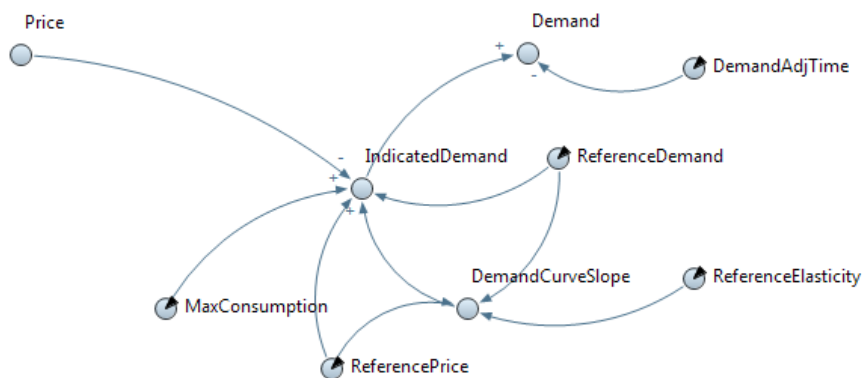 Price
Demand
+
-
DemandAdjTime
-
IndicatedDemand
ReferenceDemand
+
+
DemandCurveSlope
ReferenceElasticity
MaxConsumption
ReferencePrice